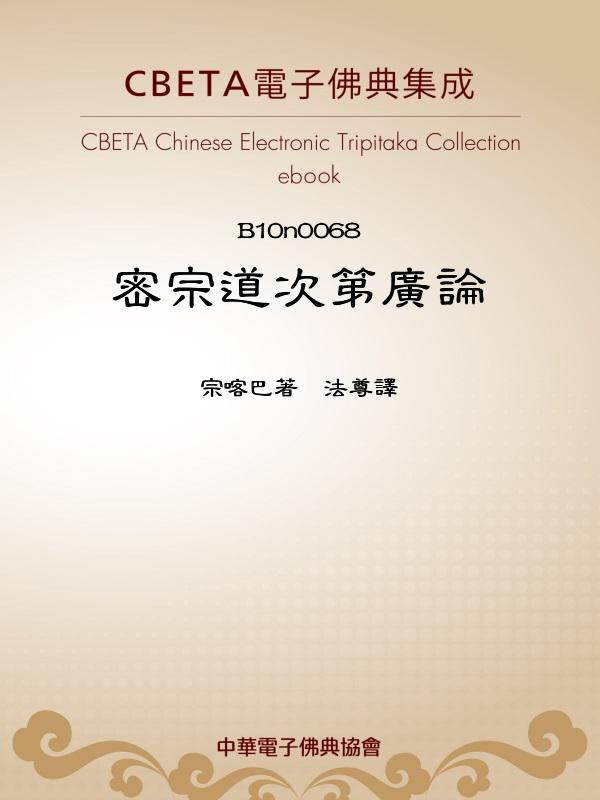 CBETA電子佛典集成
CBETA Chinese Electronic Tripitaka Collection
ebook
B10n0068
密宗道次第廣論
宗喀巴著　法尊譯
中華電子佛典協會